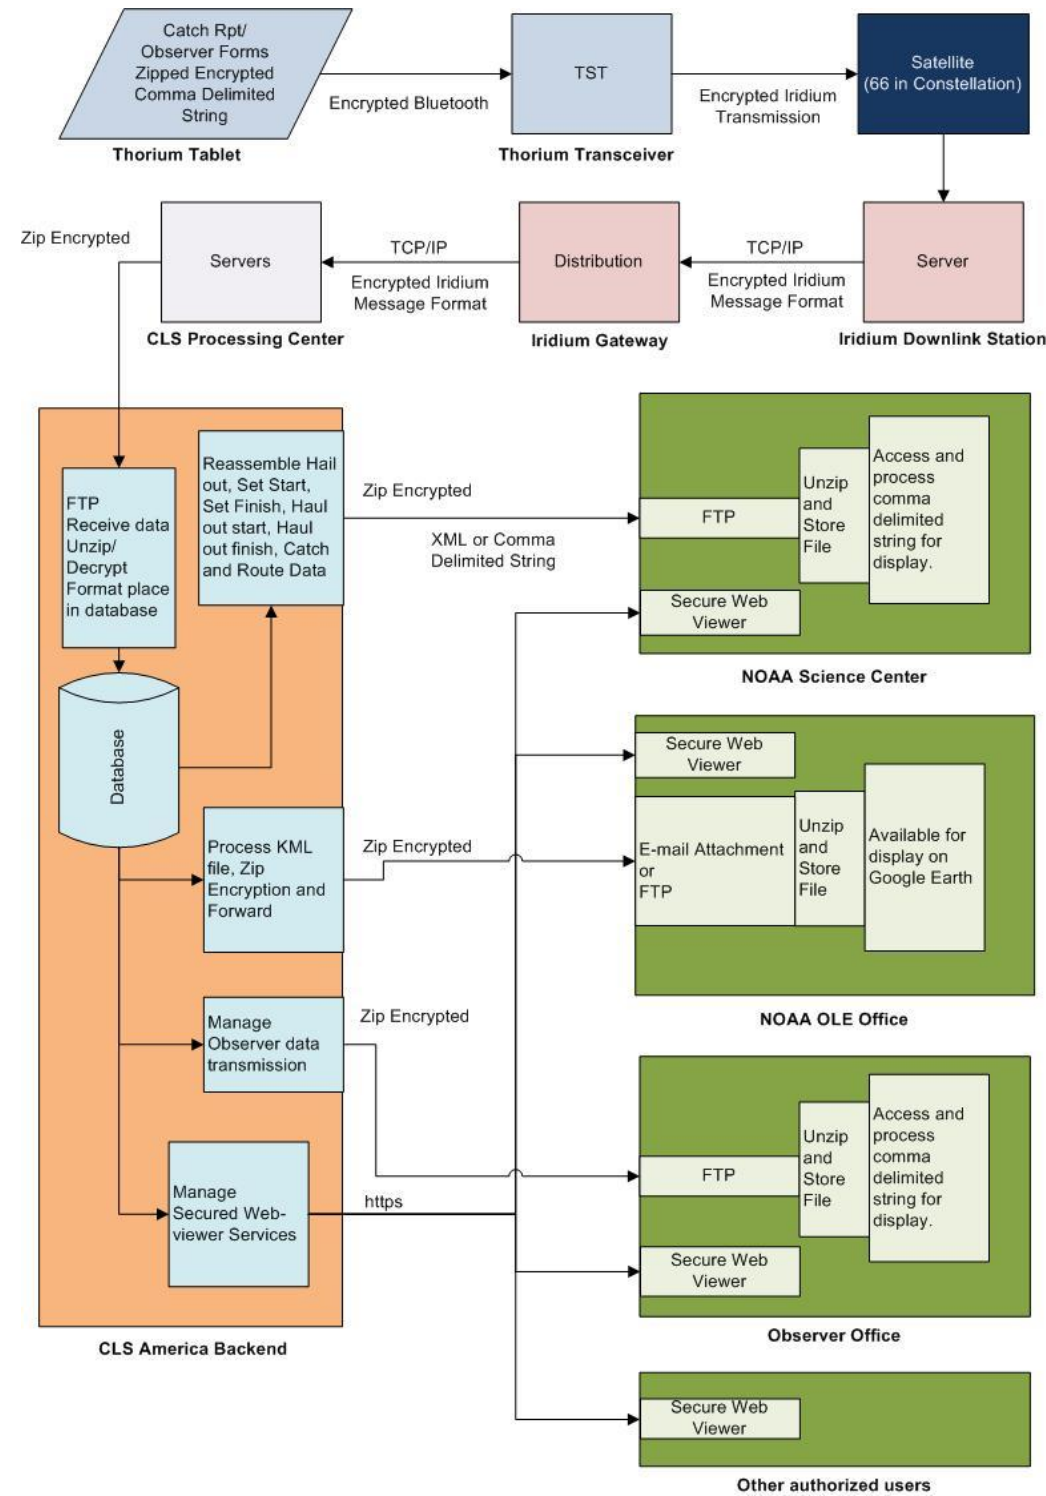 Catch Rpt/
Observer Forms
Zipped Encrypted
Comma Delimited
String
Thorium Tablet
Encrypted Bluetooth
TST
Thorium Transceiver
Encrypted Iridium
Transmission
Satellite
(66 in Constellation)
Zip Encrypted
Servers
CLS Processing Center
TCP/IP
Encrypted Iridium
Message Format
Distribution
Iridium Gateway
TCP/IP
Encrypted Iridium
Message Format
Server
Iridium Downlink Station
FTP
Receive data
Unzip/
Decrypt
Format place
in database
Reassemble Hail
out, Set Start,
Set Finish, Haul
out start, Haul
out finish, Catch
and Route Data
Database
Process KML
file, Zip
Encryption and
Forward
Manage
Observer data
transmission
Manage
Secured Web-
viewer Services
CLS America Backend
Zip Encrypted
XML or Comma
Delimited String
Zip Encrypted
Zip Encrypted
https
FTP
Unzip
and
Store
File
Access and
process
comma
delimited
string for
display.
Secure Web
Viewer
NOAA Science Center
Secure Web
Viewer
E-mail Attachment
or
FTP
Unzip
and
Store
File
Available for
display on
Google Earth
NOAA OLE Office
FTP
Unzip
and
Store
File
Access and
process
comma
delimited
string for
display.
Secure Web
Viewer
Observer Office
Secure Web
Viewer
Other authorized users